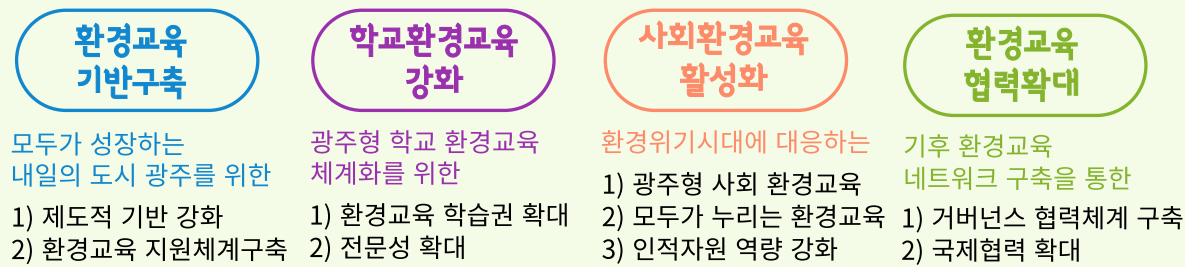 환경교육
기반구축
모두가 성장하는
내일의 도시 광주를 위한
1) 제도적 기반 강화
2) 환경교육 지원체계구축
학교환경교육
강화
광주형 학교 환경교육
체계화를 위한
1) 환경교육 학습권 확대
2) 전문성 확대
사회환경교육
활성화
환경위기시대에 대응하는
1) 광주형 사회 환경교육
2) 모두가 누리는 환경교육
3) 인적자원 역량 강화
환경교육
협력확대
기후 환경교육
네트워크 구축을 통한
1) 거버넌스 협력체계 구축
2) 국제협력 확대